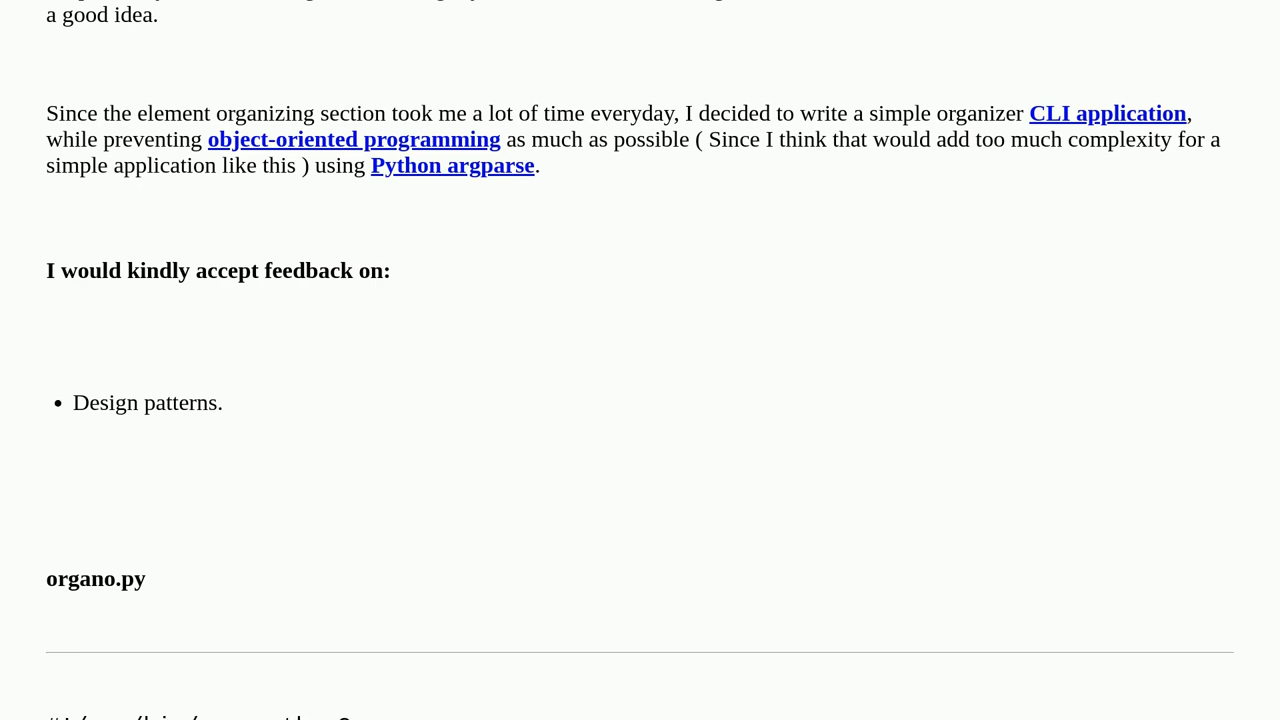 a good idea.
Since the element organizing section took me a lot of time everyday, I decided to write a simple organizer CLI application,
while preventing object-oriented programming as much as possible ( Since I think that would add too much complexity for a
simple application like this ) using Python argparse.
I would kindly accept feedback on:
• Design patterns.
organo.py